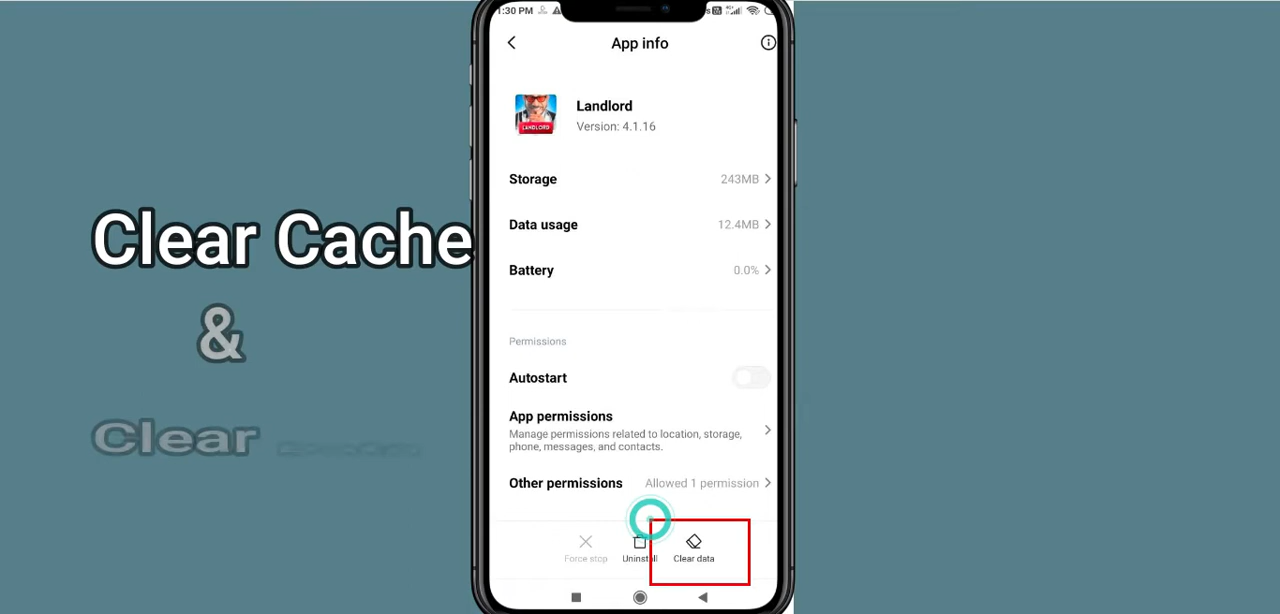 1:30 PM
App info
LANDLORD
Landlord
Version: 4.1.16
Storage 243MB
Data usage 12.4MB
Clear Cache
Battery 0.0%
&
Permissions
Autostart
App permissions
Manage permissions related to location, storage,
phone, messages, and contacts.
Clear
Other permissions Allowed 1 permission
Force stop Uninstall Clear data